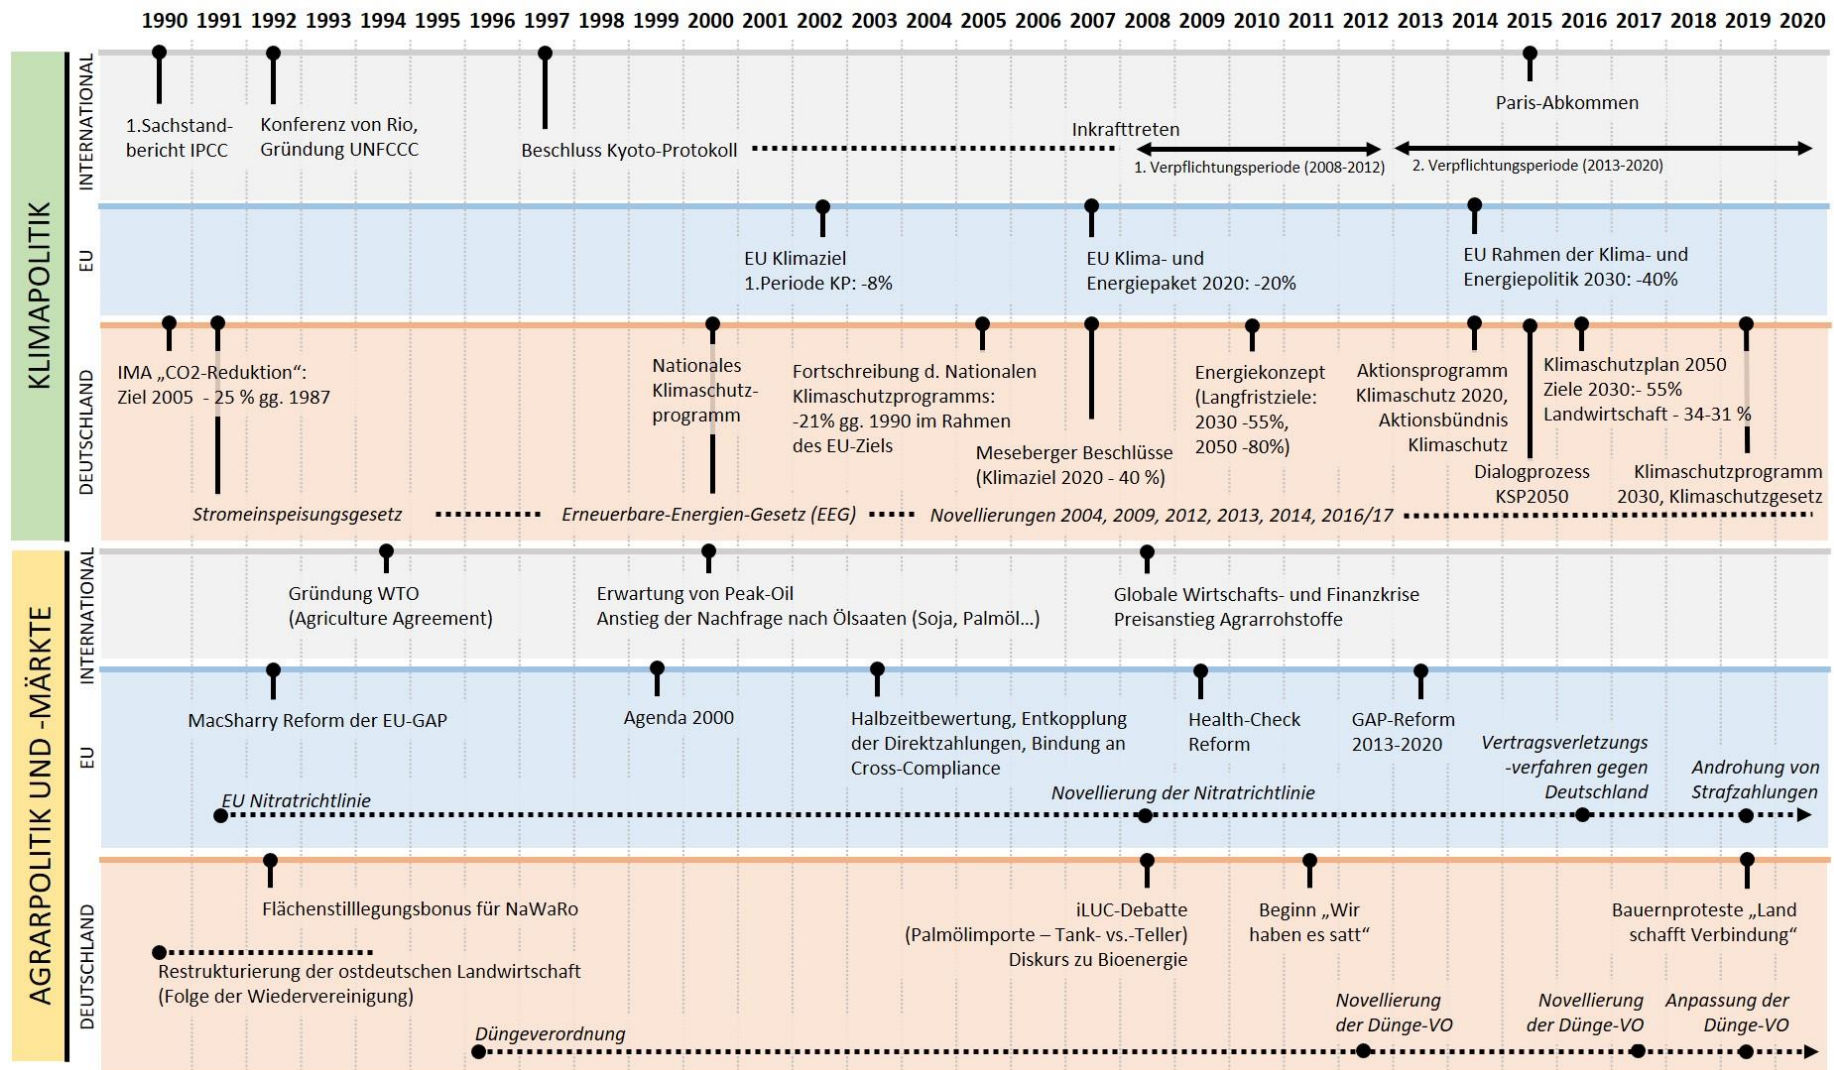 1990 1991 1992 1993 1994 1995 1996 1997 1998 1999 2000 2001 2002 2003 2004 2005 2006 2007 2008 2009 2010 2011 2012 2013 2014 2015 2016 2017 2018 2019 2020
KLIMAPOLITIK
INTERNATIONAL
1.Sachstand-
bericht IPCC
Konferenz von Rio,
Gründung UNFCCC
Beschluss Kyoto-Protokoll
Inkrafttreten
1. Verpflichtungsperiode (2008-2012)
Paris-Abkommen
2. Verpflichtungsperiode (2013-2020)
EU
EU Klimaziel
1.Periode KP: -8%
EU Klima- und
Energiepaket 2020: -20%
EU Rahmen der Klima- und
Energiepolitik 2030: -40%
DEUTSCHLAND
IMA „CO2-Reduktion“:
Ziel 2005 - 25 % gg. 1987
Nationales
Klimaschutz-
programm
Fortschreibung d. Nationalen
Klimaschutzprogramms:
-21% gg. 1990 im Rahmen
des EU-Ziels
Meseberger Beschlüsse
(Klimaziel 2020 - 40 %)
Energiekonzept
(Langfristziele:
2030 -55%,
2050 -80%)
Aktionsprogramm
Klimaschutz 2020,
Aktionsbündnis
Klimaschutz
Klimaschutzplan 2050
Ziele 2030:- 55%
Landwirtschaft - 34-31 %
Dialogprozess
KSP2050
Klimaschutzprogramm
2030, Klimaschutzgesetz
Stromeinspeisungsgesetz
Erneuerbare-Energien-Gesetz (EEG)
Novellierungen 2004, 2009, 2012, 2013, 2014, 2016/17
AGRARPOLITIK UND -MÄRKTE
INTERNATIONAL
Gründung WTO
(Agriculture Agreement)
Erwartung von Peak-Oil
Anstieg der Nachfrage nach Ölsaaten (Soja, Palmöl...)
Globale Wirtschafts- und Finanzkrise
Preisanstieg Agrarrohstoffe
EU
MacSharry Reform der EU-GAP
Agenda 2000
Halbzeitbewertung, Entkopplung
der Direktzahlungen, Bindung an
Cross-Compliance
Health-Check
Reform
GAP-Reform
2013-2020
Vertragsverletzungs
-verfahren gegen
Deutschland
Androhung von
Strafzahlungen
EU Nitratrichtlinie
Novellierung der Nitratrichtlinie
DEUTSCHLAND
Flächenstilllegungsbonus für NaWaRo
iLUC-Debatte
(Palmölimporte – Tank- vs.-Teller)
Diskurs zu Bioenergie
Beginn „Wir
haben es satt“
Bauernproteste „Land
schafft Verbindung“
Restrukturierung der ostdeutschen Landwirtschaft
(Folge der Wiedervereinigung)
Düngeverordnung
Novellierung
der Dünge-VO
Novellierung
der Dünge-VO
Anpassung der
Dünge-VO